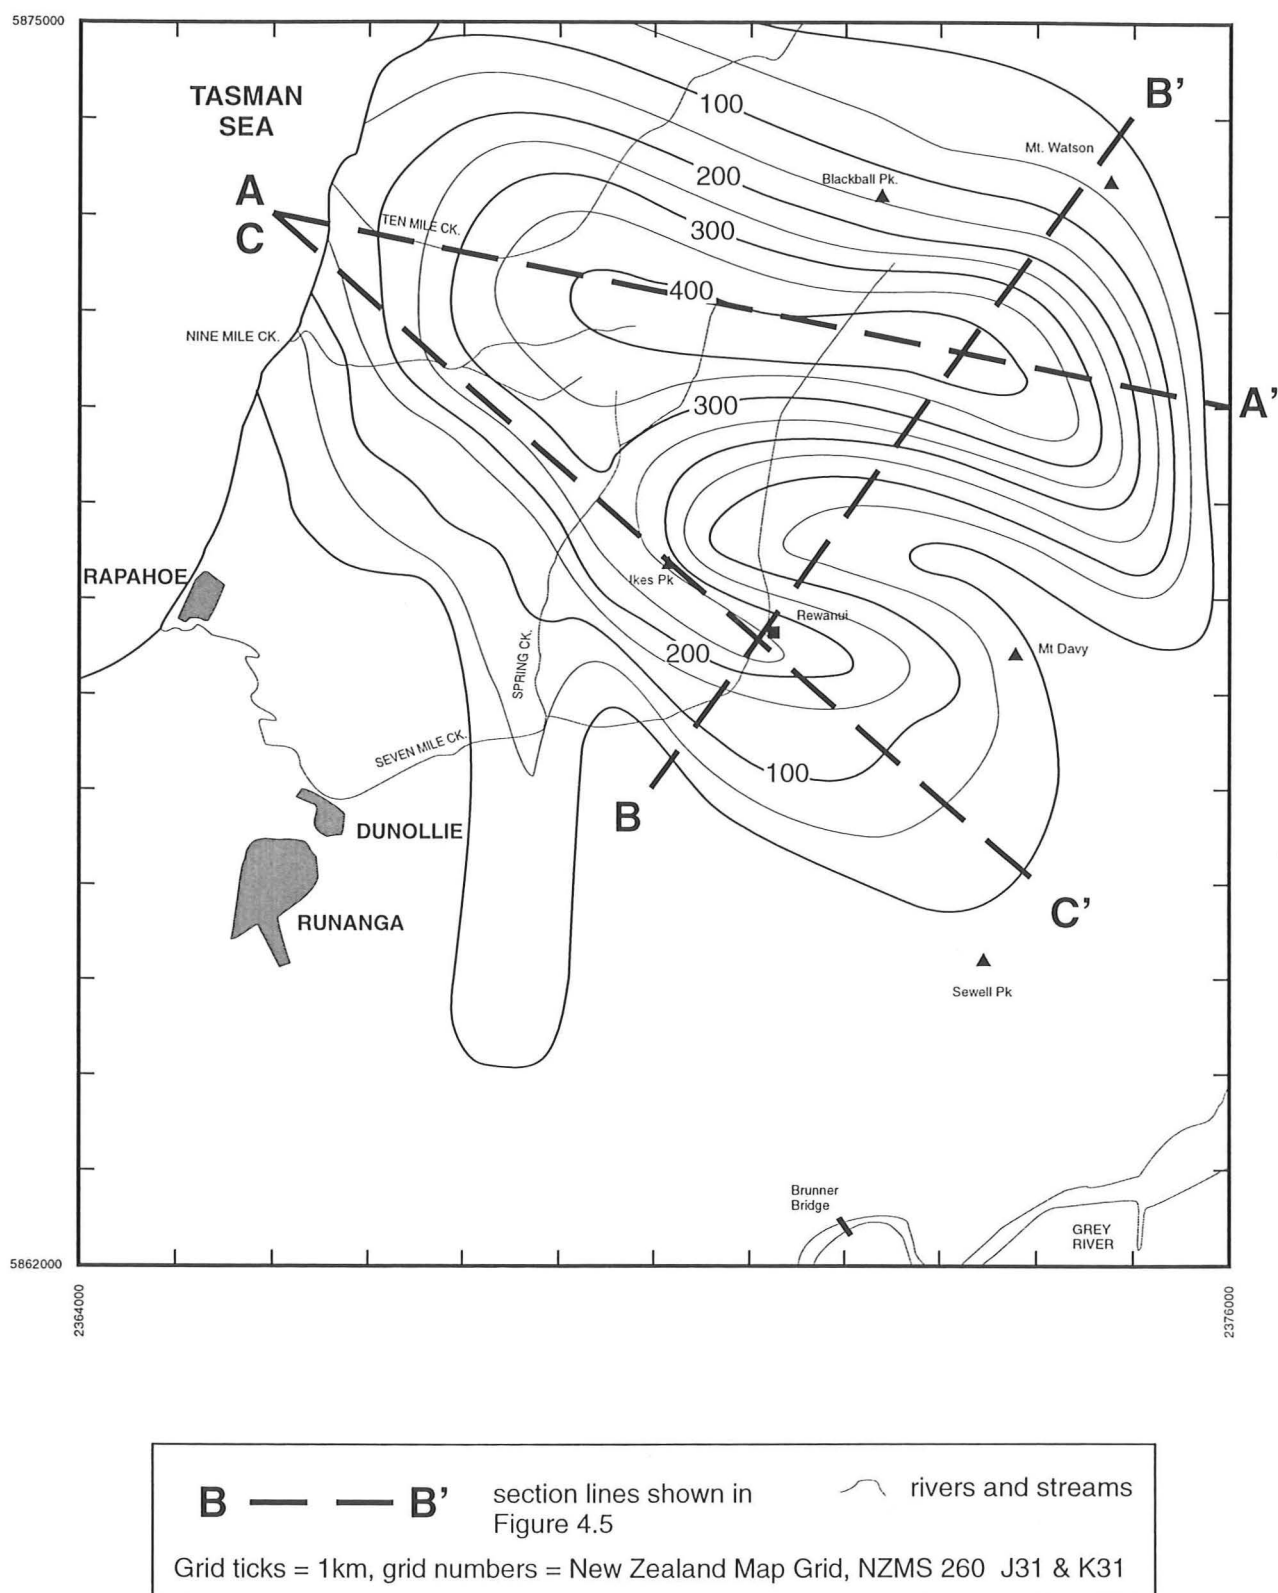 5875000
TASMAN
SEA
B'
100
Mt. Watson
Blackball Pk.
200
A
C
TEN MILE CK.
300
400
NINE MILE CK.
A'
300
RAPAHOE
Ikes Pk
Rewanui
Mt Davy
200
SPRING CK.
SEVEN MILE CK.
100
B
DUNOLLIE
C'
RUNANGA
Sewell Pk
Brunner
Bridge
GREY
RIVER
5862000
2364000
2376000
B B' section lines shown in
Figure 4.5
rivers and streams
Grid ticks = 1km, grid numbers = New Zealand Map Grid, NZMS 260 J31 & K31